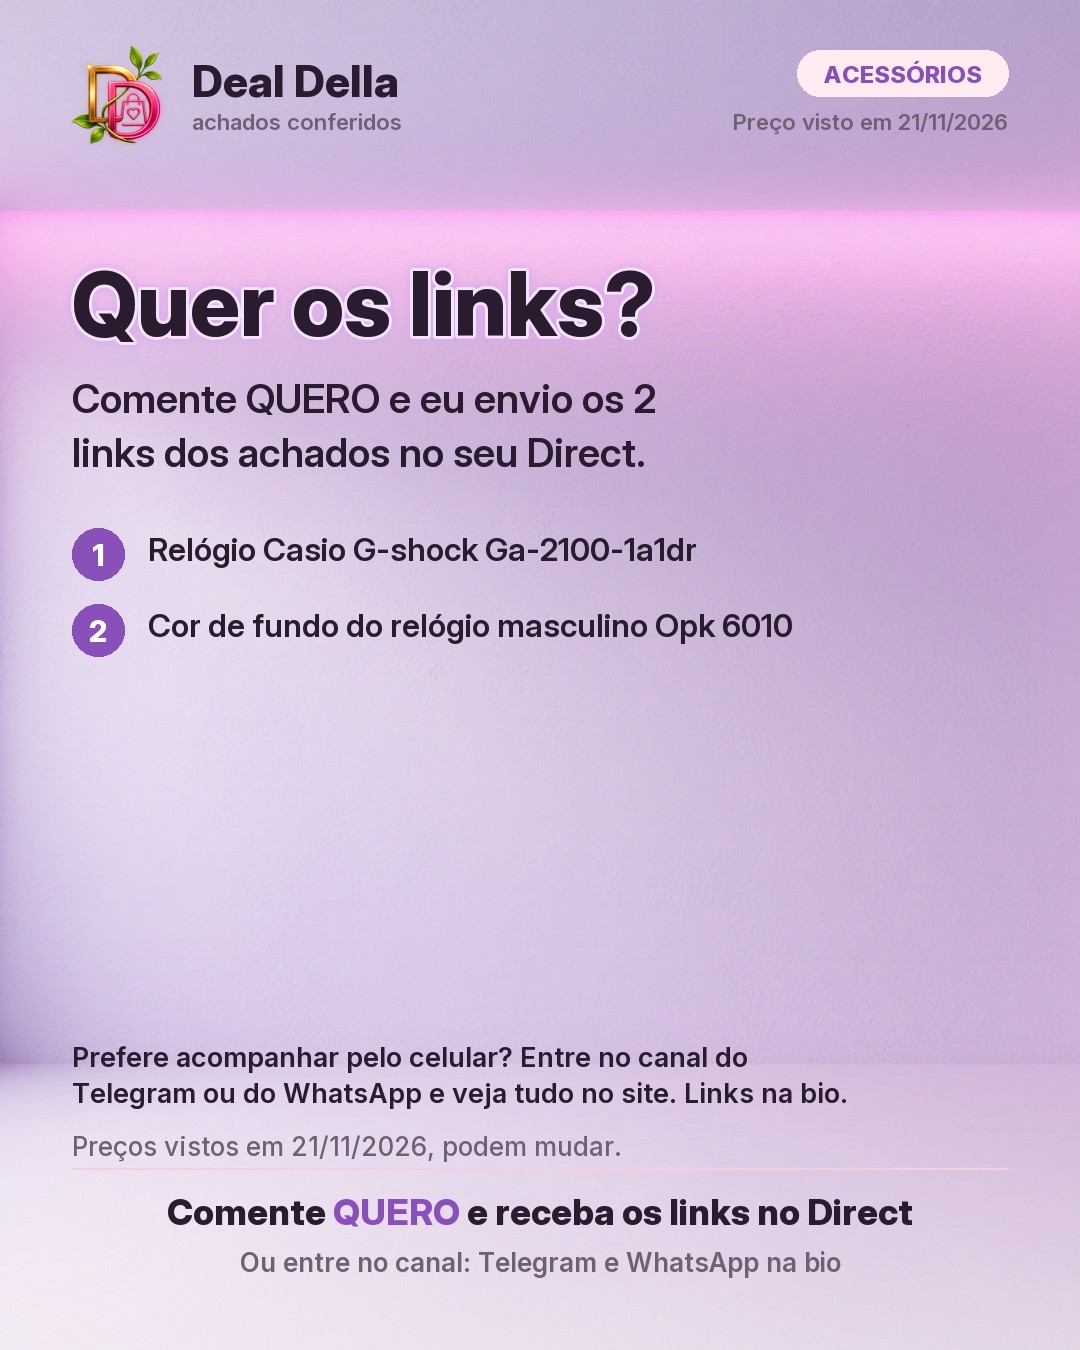 Deal Della
achados conferidos
ACESSÓRIOS
Preço visto em 21/11/2026
Quer os links?
Comente QUERO e eu envio os 2
links dos achados no seu Direct.
1 Relógio Casio G-shock Ga-2100-1a1dr
2 Cor de fundo do relógio masculino Opk 6010
Prefere acompanhar pelo celular? Entre no canal do
Telegram ou do WhatsApp e veja tudo no site. Links na bio.
Preços vistos em 21/11/2026, podem mudar.
Comente QUERO e receba os links no Direct
Ou entre no canal: Telegram e WhatsApp na bio